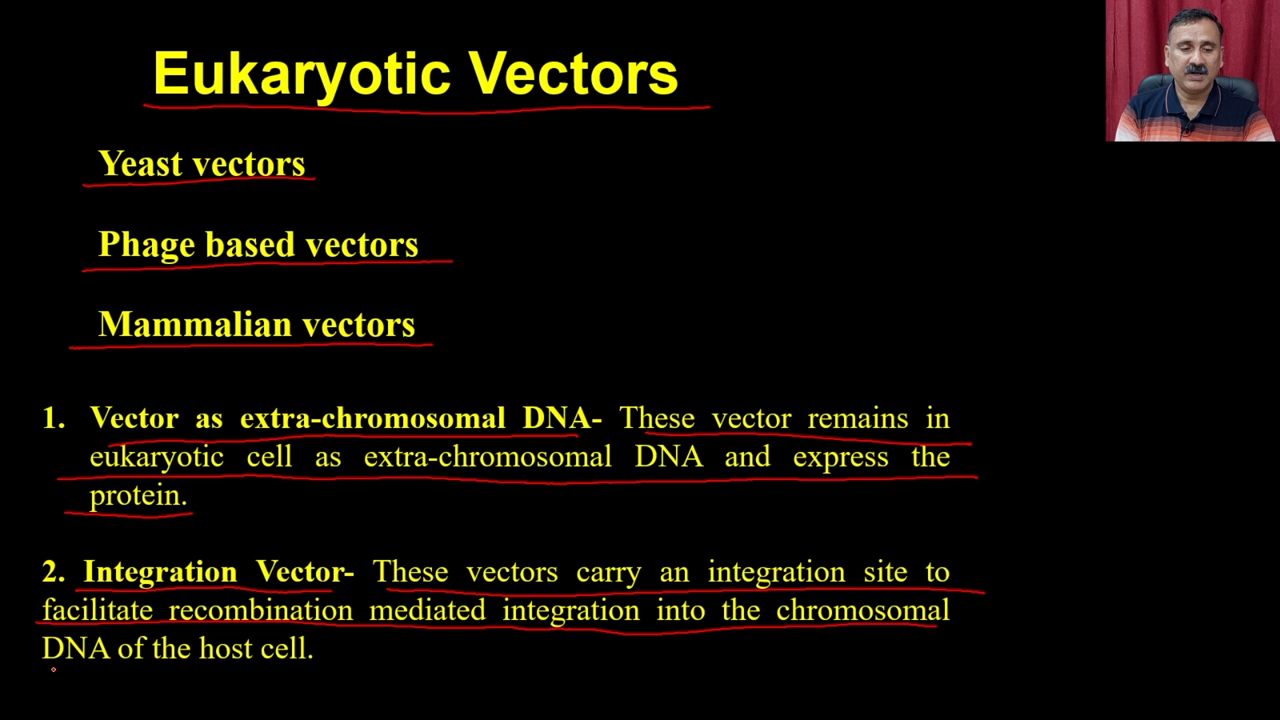 Eukaryotic Vectors
Yeast vectors
Phage based vectors
Mammalian vectors
1. Vector as extra-chromosomal DNA- These vector remains in
eukaryotic cell as extra-chromosomal DNA and express the
protein.
2. Integration Vector- These vectors carry an integration site to
facilitate recombination mediated integration into the chromosomal
DNA of the host cell.